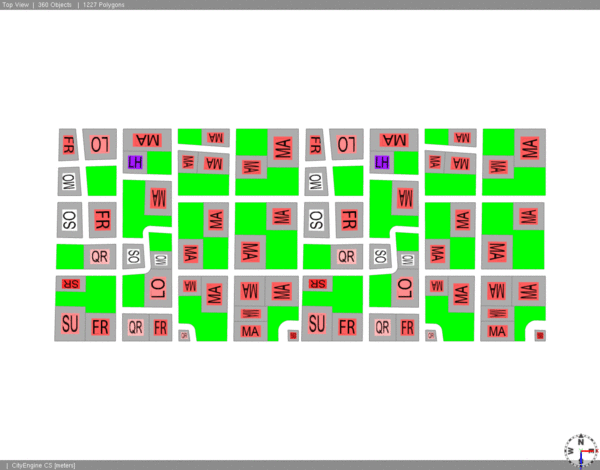 Top View | 360 Objects | 1227 Polygons
FR LO MA MA MA FR LO MA MA MA
LH MA MA MA LH MA MA MA
OW OW
MA MA
SO FR MA MA SO FR MA MA
QR SO OW MA MA QR SO OW MA MA
SR LO MA MA MA MA SR LO MA MA MA MA
MA MA
SU FR QR FR MA SU FR QR FR MA
| CityEngine CS [meters]
N
W
S